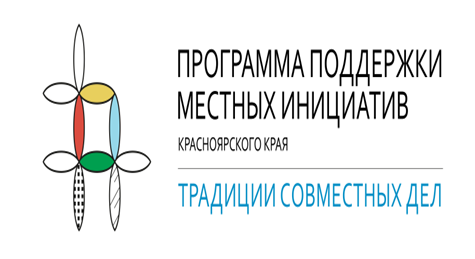 ПРОГРАММА ПОДДЕРЖКИ
МЕСТНЫХ ИНИЦИАТИВ
КРАСНОЯРСКОГО КРАЯ
ТРАДИЦИИ СОВМЕСТНЫХ ДЕЛ